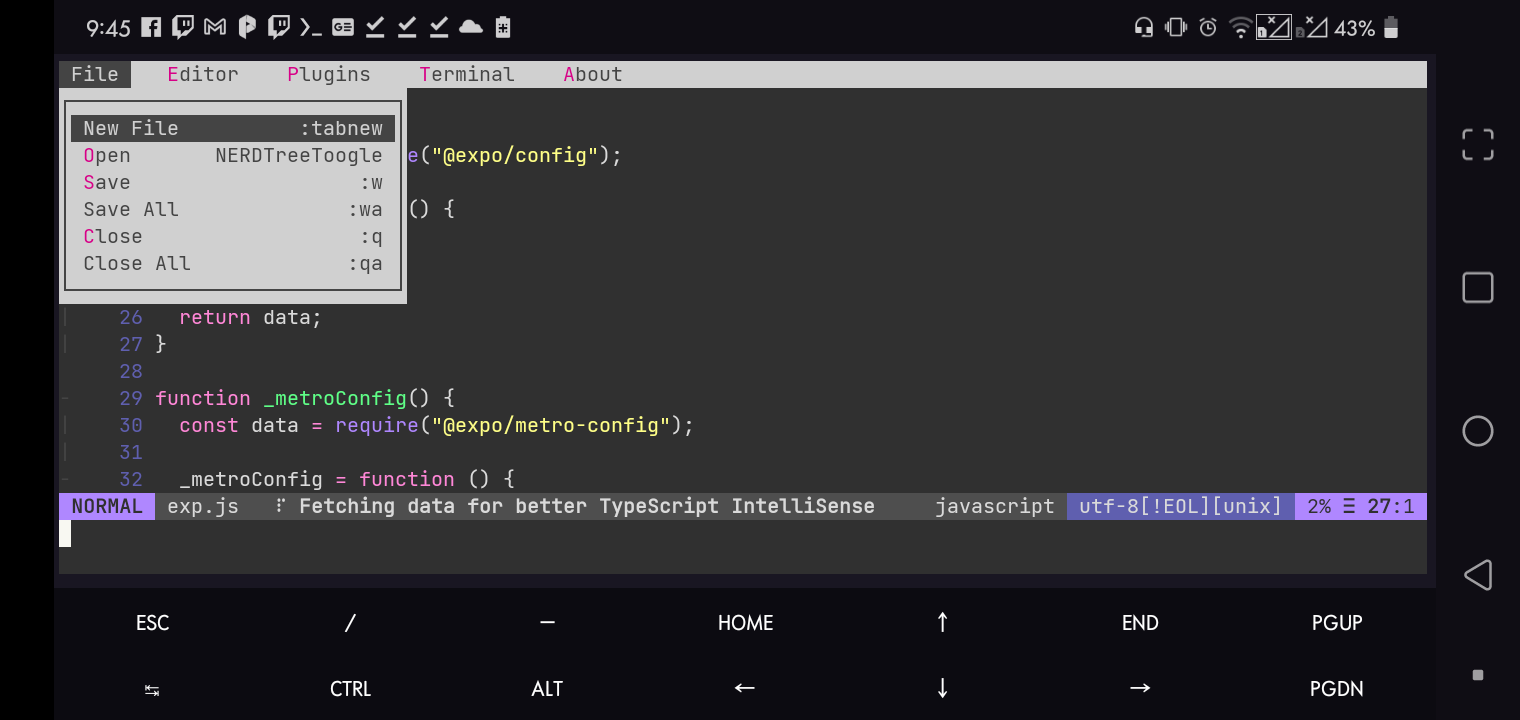 9:45 43%
File Editor Plugins Terminal About
New File :tabnew
Open NERDTreeToogle e("@expo/config");
Save :w
Save All :wa () {
Close :q
Close All :qa
26 return data;
27 }
28
29 function _metroConfig() {
30 const data = require("@expo/metro-config");
31
32 _metroConfig = function () {
NORMAL exp.js ⠋ Fetching data for better TypeScript IntelliSense javascript utf-8[!EOL][unix] 2% ☰ 27:1
ESC / − HOME ↑ END PGUP
↹ CTRL ALT ← ↓ → PGDN